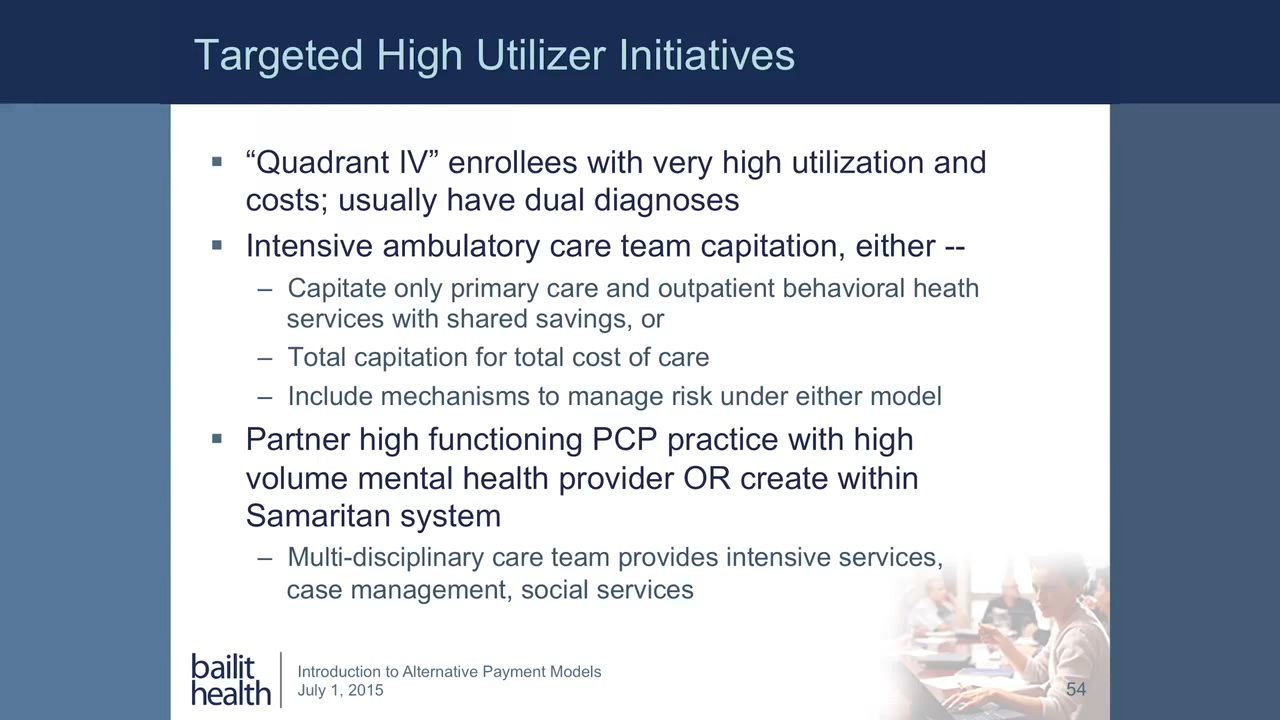 Targeted High Utilizer Initiatives
▪ “Quadrant IV” enrollees with very high utilization and
costs; usually have dual diagnoses
▪ Intensive ambulatory care team capitation, either --
– Capitate only primary care and outpatient behavioral heath
services with shared savings, or
– Total capitation for total cost of care
– Include mechanisms to manage risk under either model
▪ Partner high functioning PCP practice with high
volume mental health provider OR create within
Samaritan system
– Multi-disciplinary care team provides intensive services,
case management, social services
bailit
health
Introduction to Alternative Payment Models
July 1, 2015
54